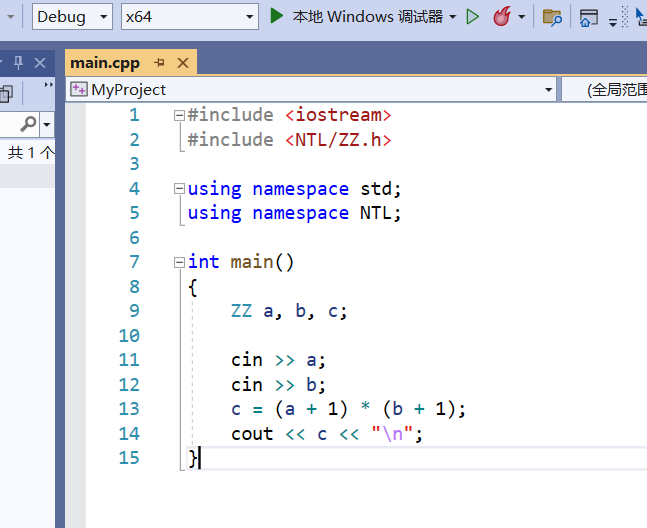 Debug x64 本地 Windows 调试器
main.cpp
MyProject (全局范围
共 1 个
1 #include <iostream>
2 #include <NTL/ZZ.h>
3
4 using namespace std;
5 using namespace NTL;
6
7 int main()
8 {
9 ZZ a, b, c;
10
11 cin >> a;
12 cin >> b;
13 c = (a + 1) * (b + 1);
14 cout << c << "\n";
15 }